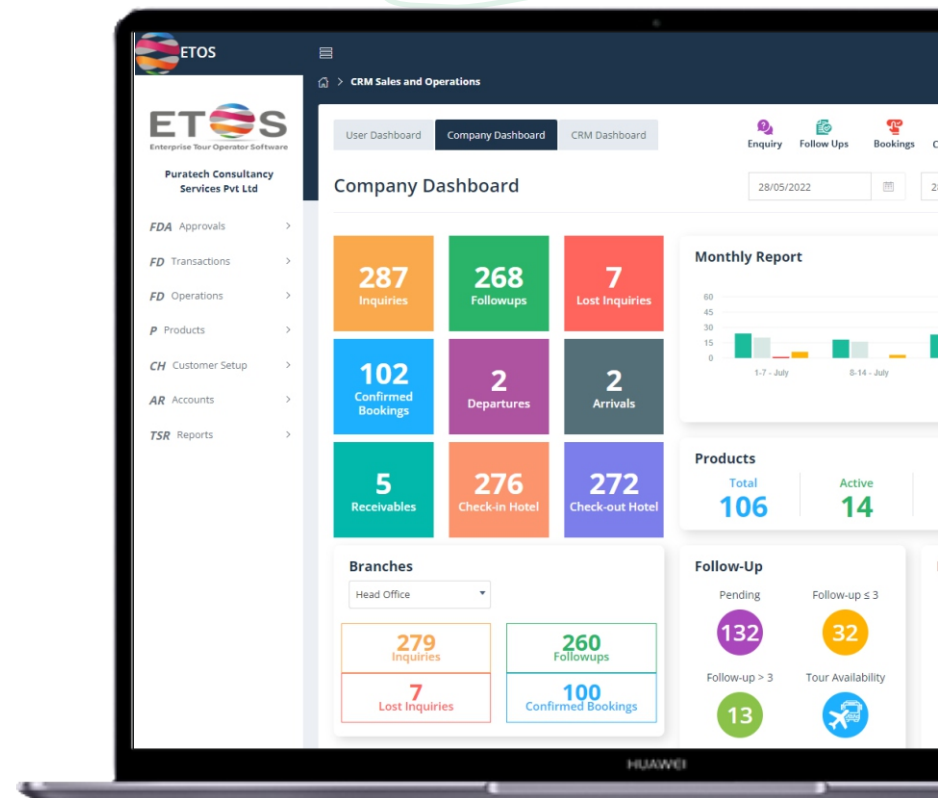 ETOS
CRM Sales and Operations
ETOS
Enterprise Tour Operator Software
Puratech Consultancy
Services Pvt Ltd
FDA Approvals
FD Transactions
FD Operations
P Products
CH Customer Setup
AR Accounts
TSR Reports
User Dashboard
Company Dashboard
CRM Dashboard
Enquiry
Follow Ups
Bookings
Company Dashboard
28/05/2022
287
Inquiries
268
Followups
7
Lost Inquiries
102
Confirmed
Bookings
2
Departures
2
Arrivals
5
Receivables
276
Check-in Hotel
272
Check-out Hotel
Monthly Report
60
45
30
15
0
1-7 - July
8-14 - July
Products
Total
106
Active
14
Branches
Head Office
279
Inquiries
260
Followups
7
Lost Inquiries
100
Confirmed Bookings
Follow-Up
Pending
132
Follow-up ≤ 3
32
Follow-up > 3
13
Tour Availability
HUAWEI